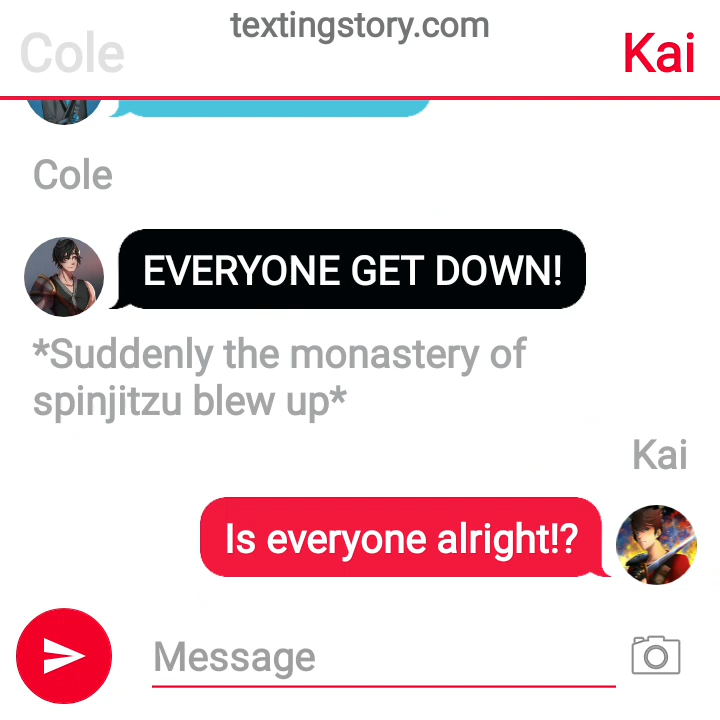 textingstory.com
Cole
Kai
Cole
EVERYONE GET DOWN!
*Suddenly the monastery of
spinjitzu blew up*
Kai
Is everyone alright!?
Message